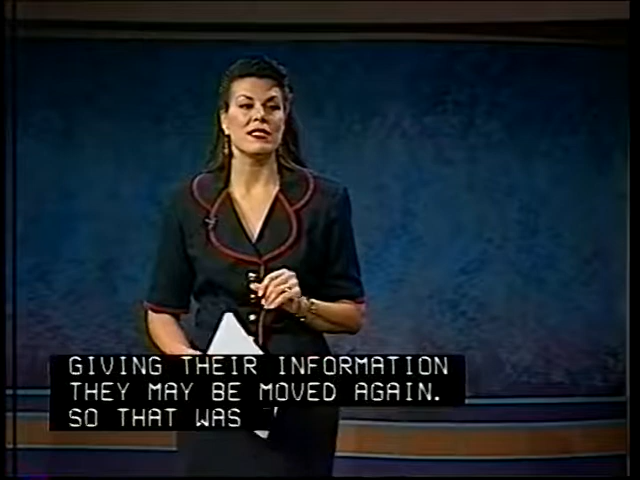 GIVING THEIR INFORMATION
THEY MAY BE MOVED AGAIN.
SO THAT WAS